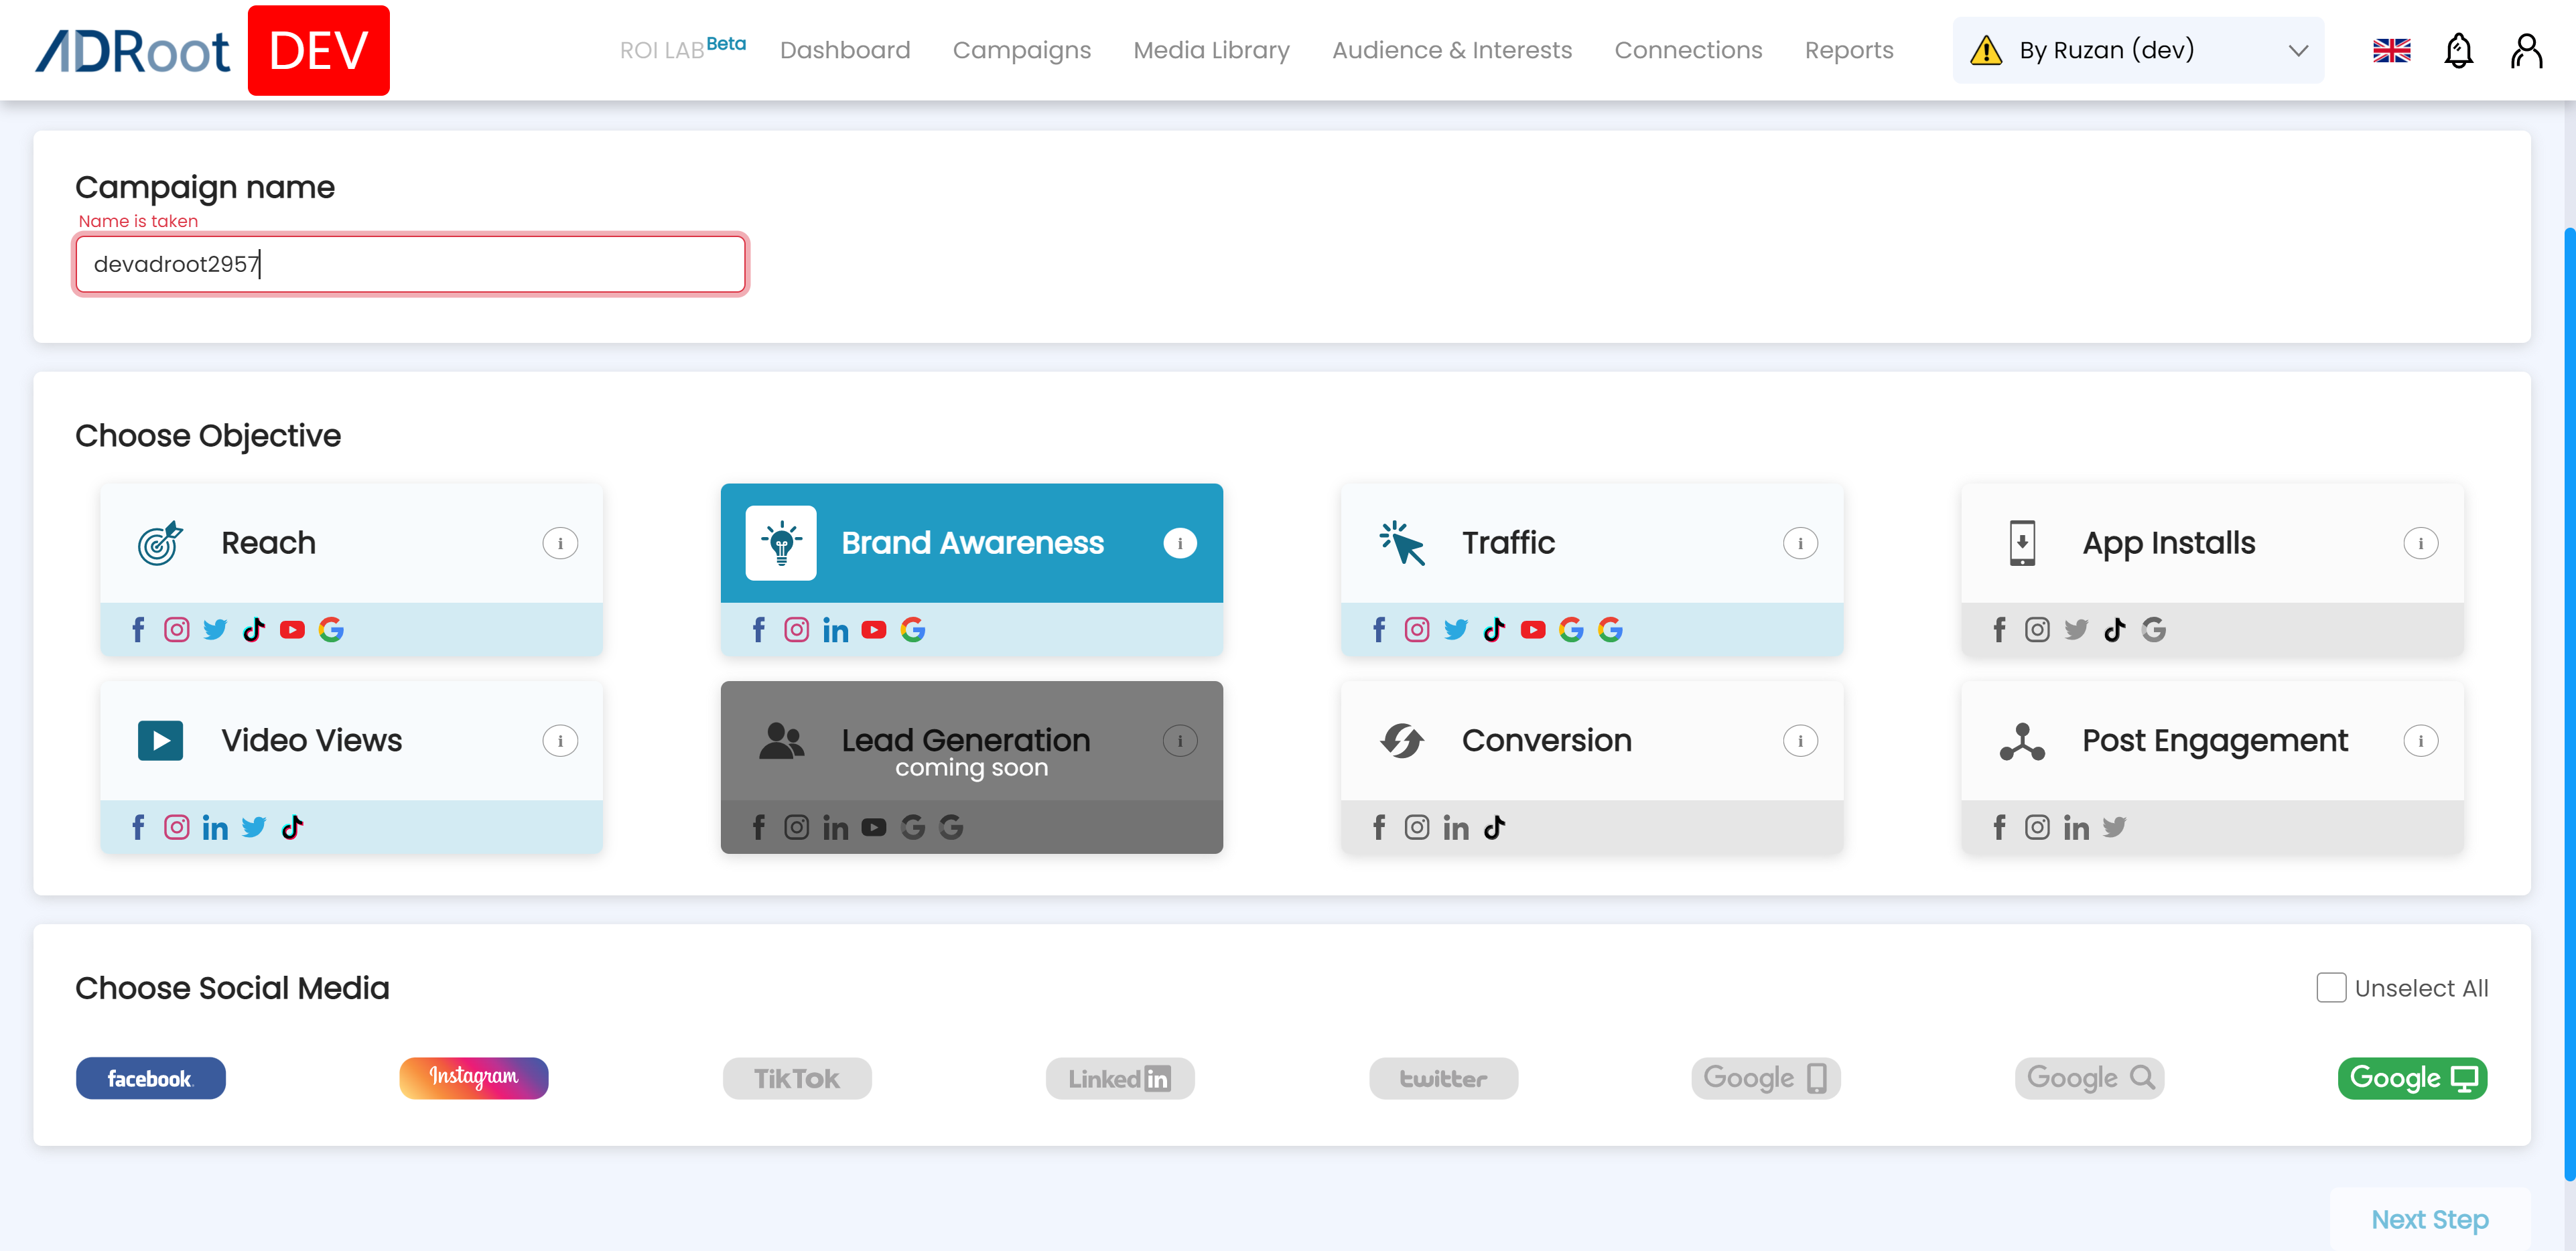 ADRoot DEV ROI LAB Beta Dashboard Campaigns Media Library Audience & Interests Connections Reports By Ruzan (dev)
Campaign name
Name is taken
devadroot2957
Choose Objective
Reach i Brand Awareness i Traffic i App Installs i
Video Views i Lead Generation i Conversion i Post Engagement i
coming soon
Choose Social Media Unselect All
facebook. Instagram TikTok Linked in twitter Google Google Google
Next Step